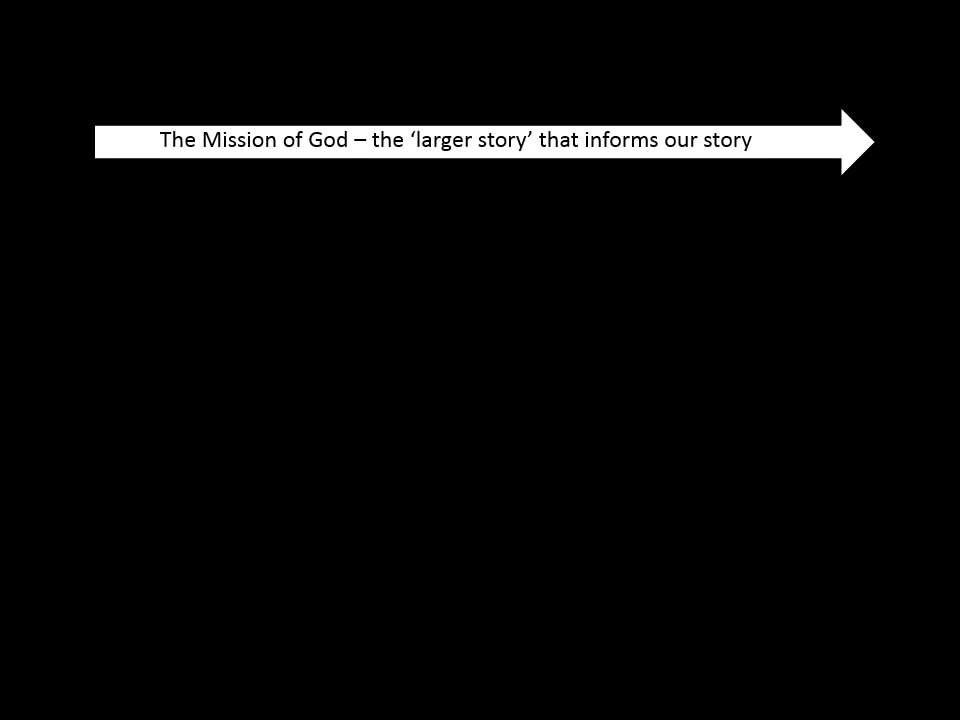 The Mission of God – the ‘larger story’ that informs our story